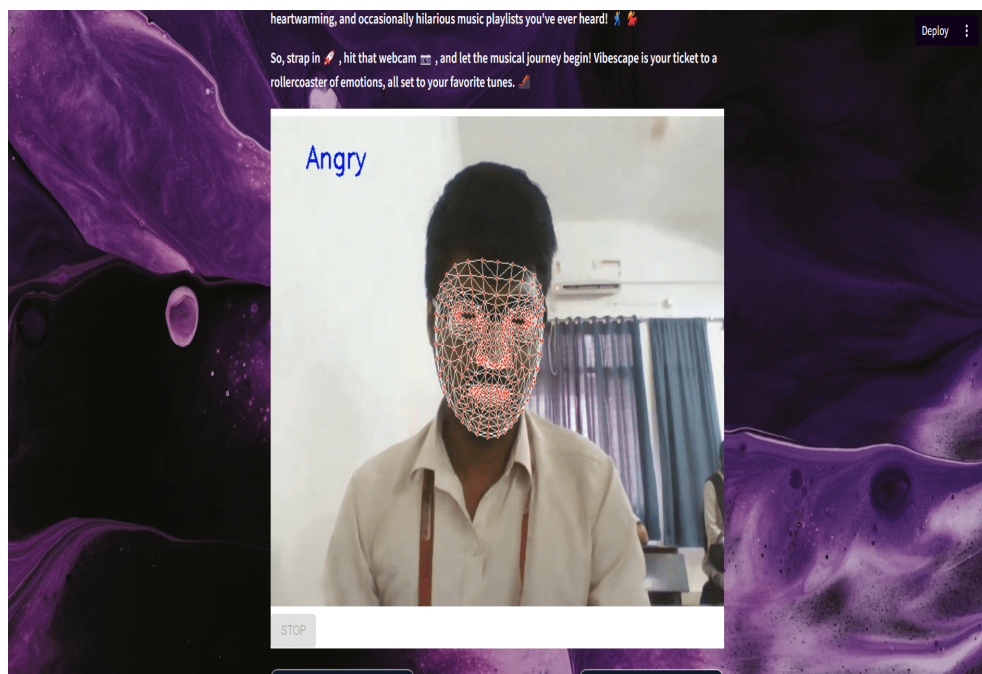 heartwarming, and occasionally hilarious music playlists you've ever heard! 🕺 💃
Deploy
So, strap in 🚀 , hit that webcam 📷 , and let the musical journey begin! Vibescape is your ticket to a
rollercoaster of emotions, all set to your favorite tunes. 🎢
Angry
STOP